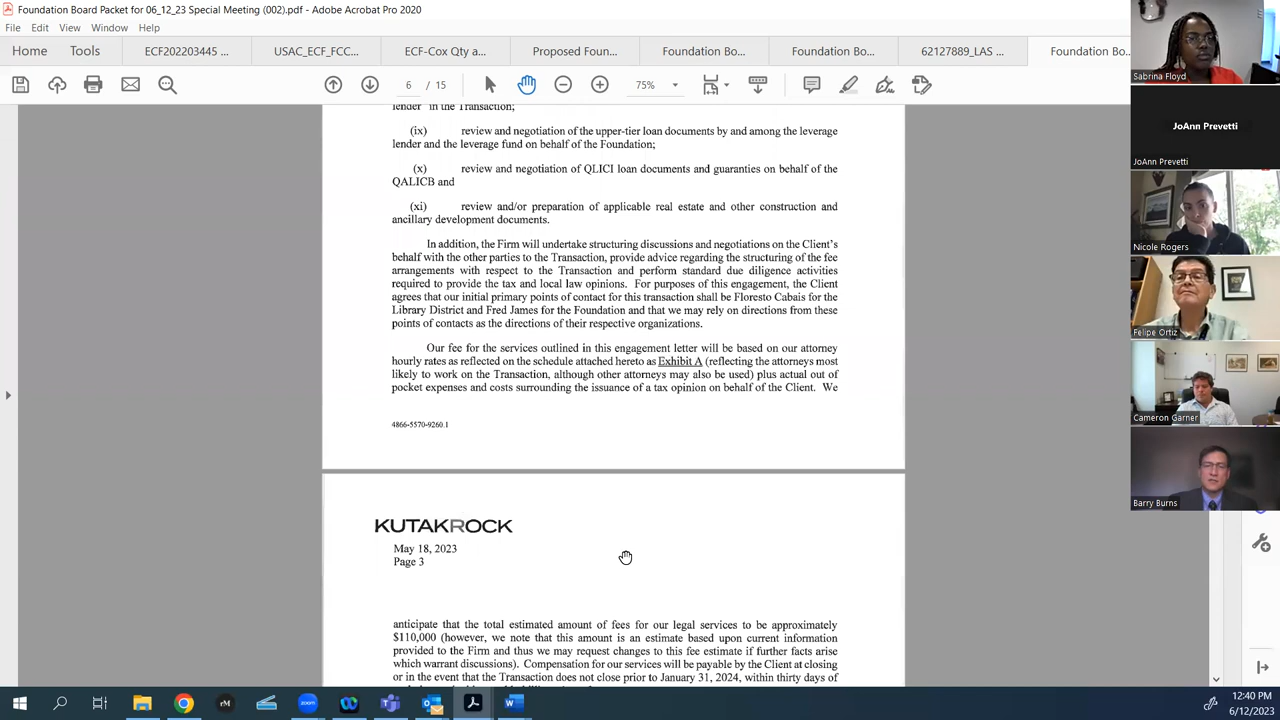 Foundation Board Packet for 06_12_23 Special Meeting (002).pdf - Adobe Acrobat Pro 2020
File Edit View Window Help
Home Tools ECF202203445 ... USAC_ECF_FCC... ECF-Cox Qty a... Proposed Foun... Foundation Bo... Foundation Bo... 62127889_LAS ... Foundation Bo...
6 / 15 75%
lender" in the Transaction;
(ix) review and negotiation of the upper-tier loan documents by and among the leverage
lender and the leverage fund on behalf of the Foundation;
(x) review and negotiation of QLICI loan documents and guaranties on behalf of the
QALICB and
(xi) review and/or preparation of applicable real estate and other construction and
ancillary development documents.
In addition, the Firm will undertake structuring discussions and negotiations on the Client's
behalf with the other parties to the Transaction, provide advice regarding the structuring of the fee
arrangements with respect to the Transaction and perform standard due diligence activities
required to provide the tax and local law opinions. For purposes of this engagement, the Client
agrees that our initial primary points of contact for this transaction shall be Floresto Cabais for the
Library District and Fred James for the Foundation and that we may rely on directions from these
points of contacts as the directions of their respective organizations.
Our fee for the services outlined in this engagement letter will be based on our attorney
hourly rates as reflected on the schedule attached hereto as Exhibit A (reflecting the attorneys most
likely to work on the Transaction, although other attorneys may also be used) plus actual out of
pocket expenses and costs surrounding the issuance of a tax opinion on behalf of the Client. We
4866-5570-9260.1
KUTAKROCK
May 18, 2023
Page 3
anticipate that the total estimated amount of fees for our legal services to be approximately
$110,000 (however, we note that this amount is an estimate based upon current information
provided to the Firm and thus we may request changes to this fee estimate if further facts arise
which warrant discussions). Compensation for our services will be payable by the Client at closing
or in the event that the Transaction does not close prior to January 31, 2024, within thirty days of
Sabrina Floyd
JoAnn Prevetti
JoAnn Prevetti
Nicole Rogers
Felipe Ortiz
Cameron Garner
Barry Burns
rM
zoom
12:40 PM
6/12/2023